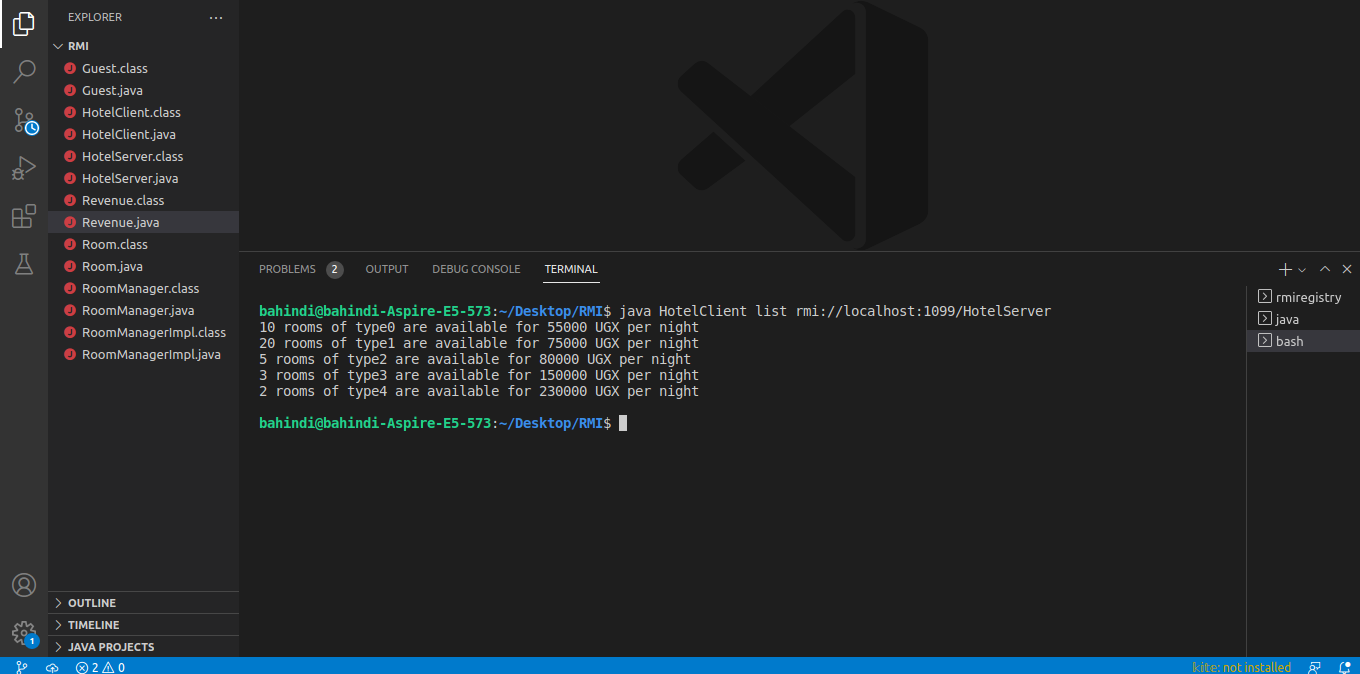 EXPLORER
RMI
Guest.class
Guest.java
HotelClient.class
HotelClient.java
HotelServer.class
HotelServer.java
Revenue.class
Revenue.java
Room.class
Room.java
RoomManager.class
RoomManager.java
RoomManagerImpl.class
RoomManagerImpl.java
OUTLINE
TIMELINE
JAVA PROJECTS
1
PROBLEMS 2 OUTPUT DEBUG CONSOLE TERMINAL
bahindi@bahindi-Aspire-E5-573:~/Desktop/RMI$ java HotelClient list rmi://localhost:1099/HotelServer
10 rooms of type0 are available for 55000 UGX per night
20 rooms of type1 are available for 75000 UGX per night
5 rooms of type2 are available for 80000 UGX per night
3 rooms of type3 are available for 150000 UGX per night
2 rooms of type4 are available for 230000 UGX per night
bahindi@bahindi-Aspire-E5-573:~/Desktop/RMI$
rmiregistry
java
bash
2 0
kite: not installed